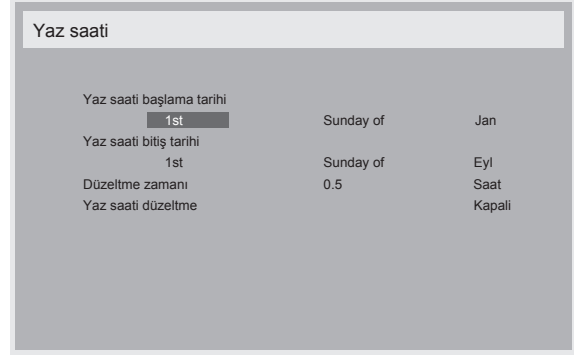 Yaz saati
Yaz saati başlama tarihi
1st Sunday of Jan
Yaz saati bitiş tarihi
1st Sunday of Eyl
Düzeltme zamanı 0.5 Saat
Yaz saati düzeltme Kapali